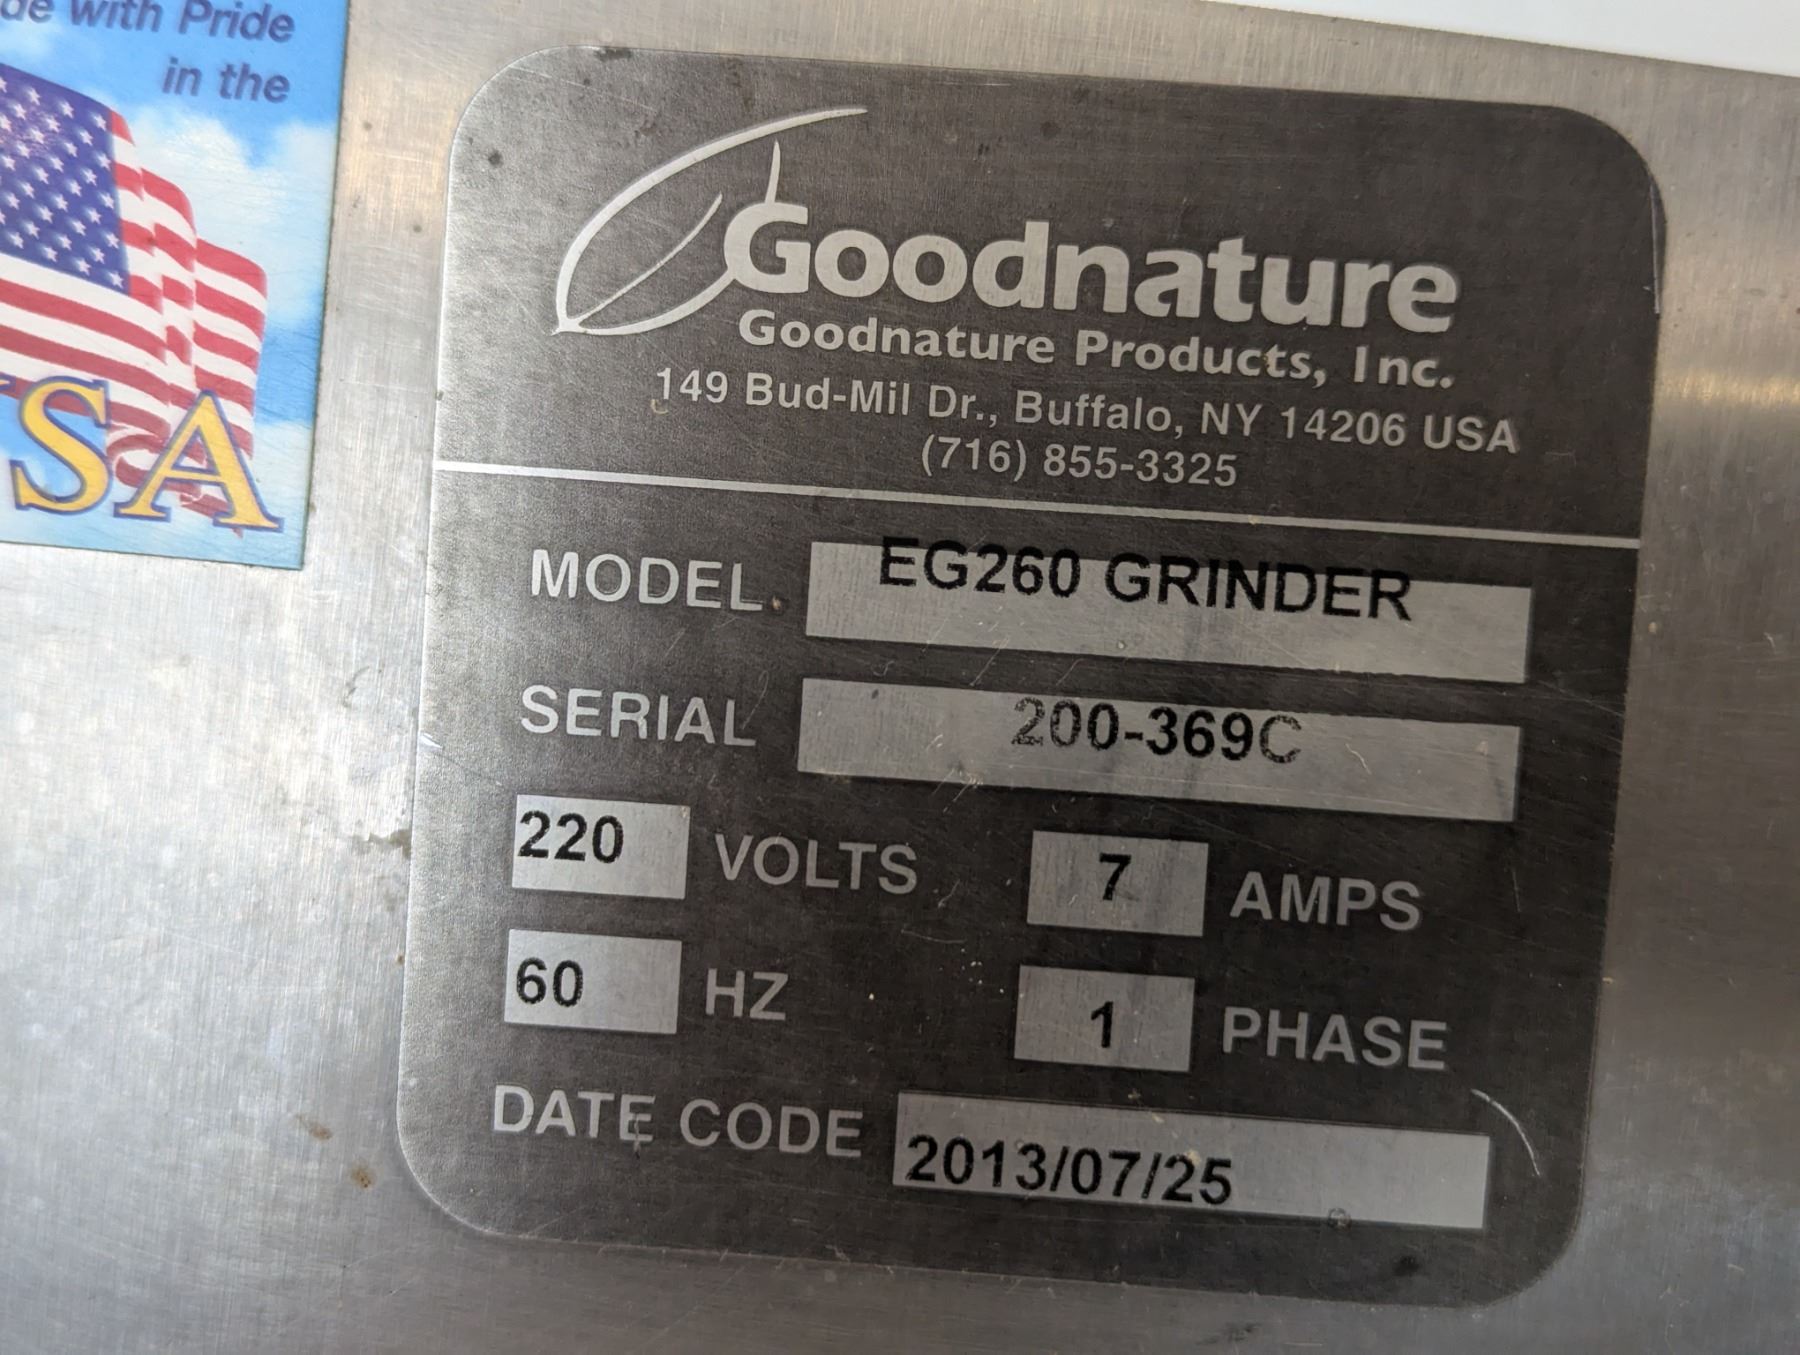 de with Pride
in the
USA
Goodnature
Goodnature Products, Inc.
149 Bud-Mil Dr., Buffalo, NY 14206 USA
(716) 855-3325
MODEL EG260 GRINDER
SERIAL 200-369C
220 VOLTS 7 AMPS
60 HZ 1 PHASE
DATE CODE 2013/07/25